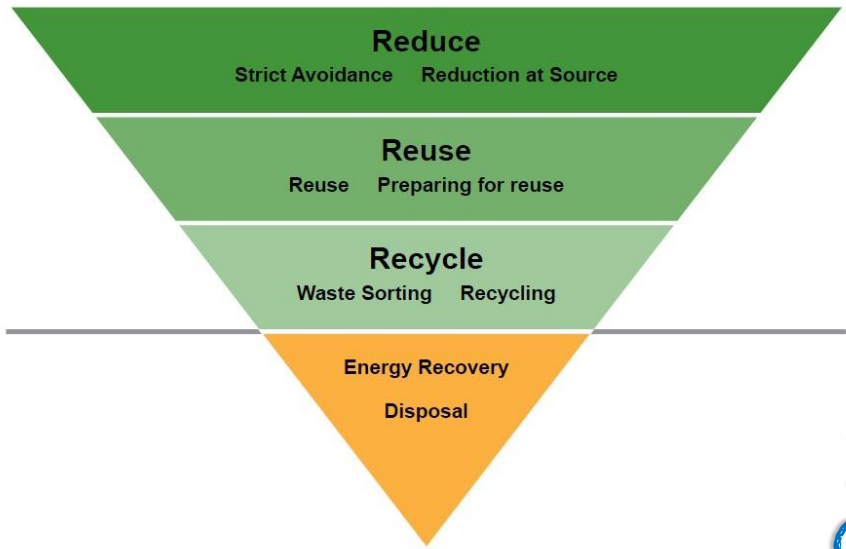 Reduce
Strict Avoidance Reduction at Source
Reuse
Reuse Preparing for reuse
Recycle
Waste Sorting Recycling
Energy Recovery
Disposal